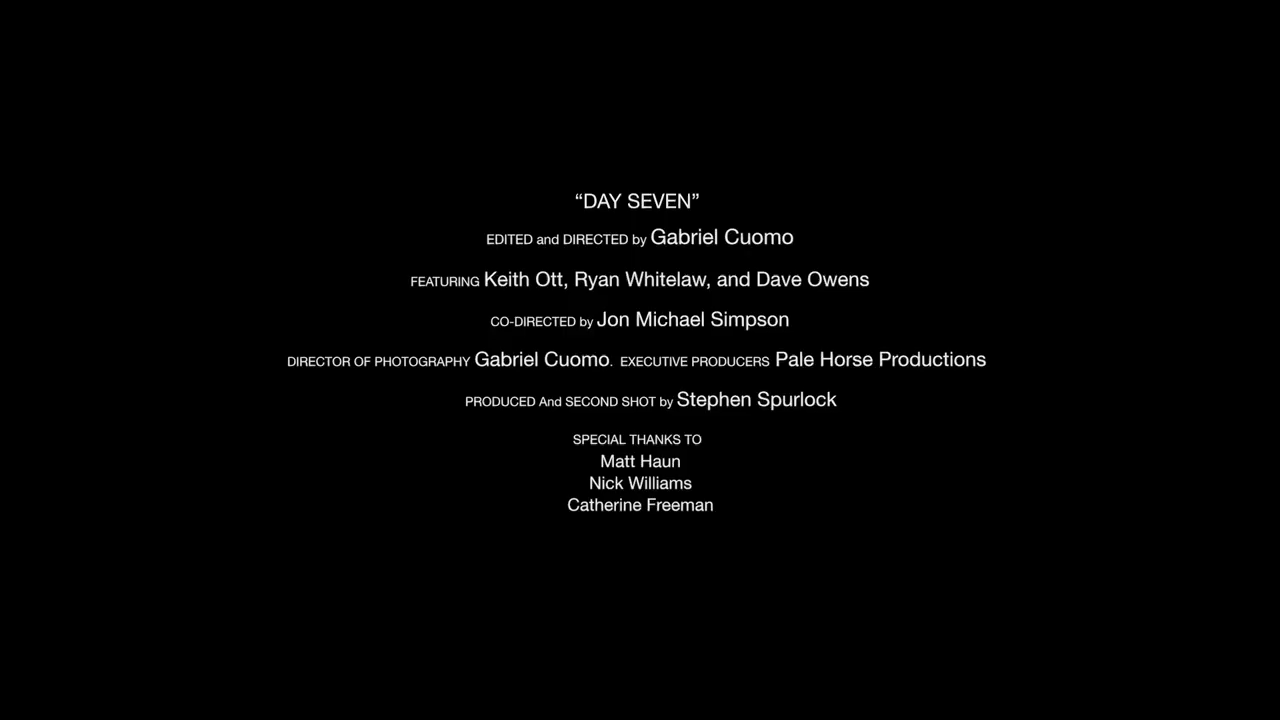 “DAY SEVEN”
EDITED and DIRECTED by Gabriel Cuomo
FEATURING Keith Ott, Ryan Whitelaw, and Dave Owens
CO-DIRECTED by Jon Michael Simpson
DIRECTOR OF PHOTOGRAPHY Gabriel Cuomo. EXECUTIVE PRODUCERS Pale Horse Productions
PRODUCED And SECOND SHOT by Stephen Spurlock
SPECIAL THANKS TO
Matt Haun
Nick Williams
Catherine Freeman